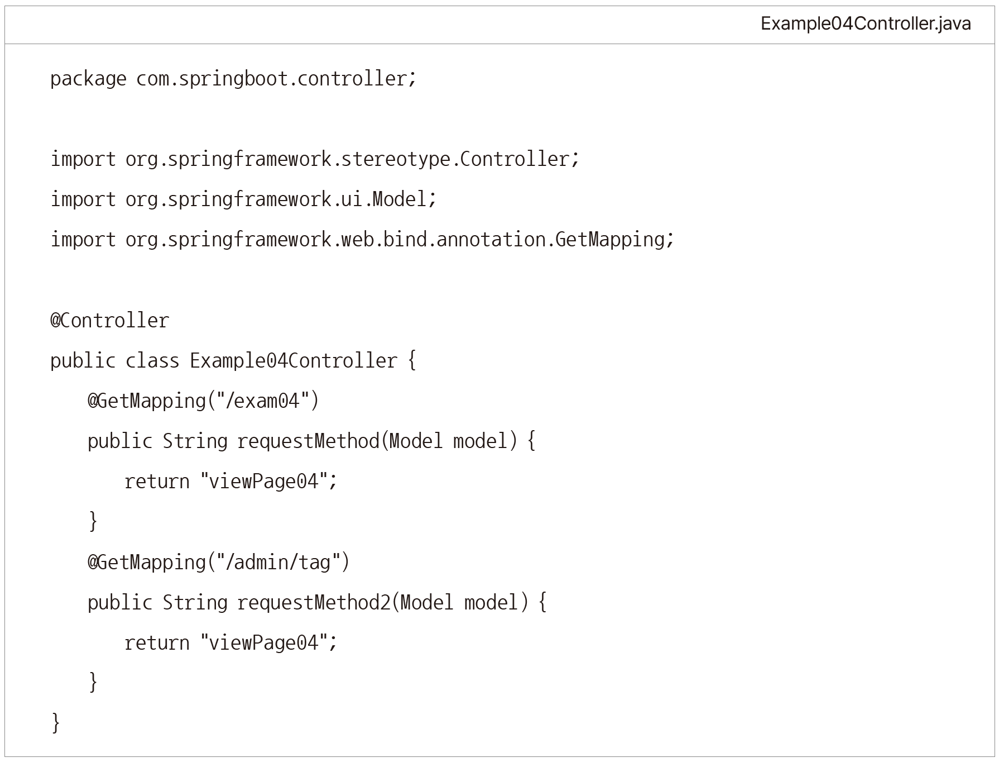 Example04Controller.java
package com.springboot.controller;
import org.springframework.stereotype.Controller;
import org.springframework.ui.Model;
import org.springframework.web.bind.annotation.GetMapping;
@Controller
public class Example04Controller {
@GetMapping("/exam04")
public String requestMethod(Model model) {
return "viewPage04";
}
@GetMapping("/admin/tag")
public String requestMethod2(Model model) {
return "viewPage04";
}
}